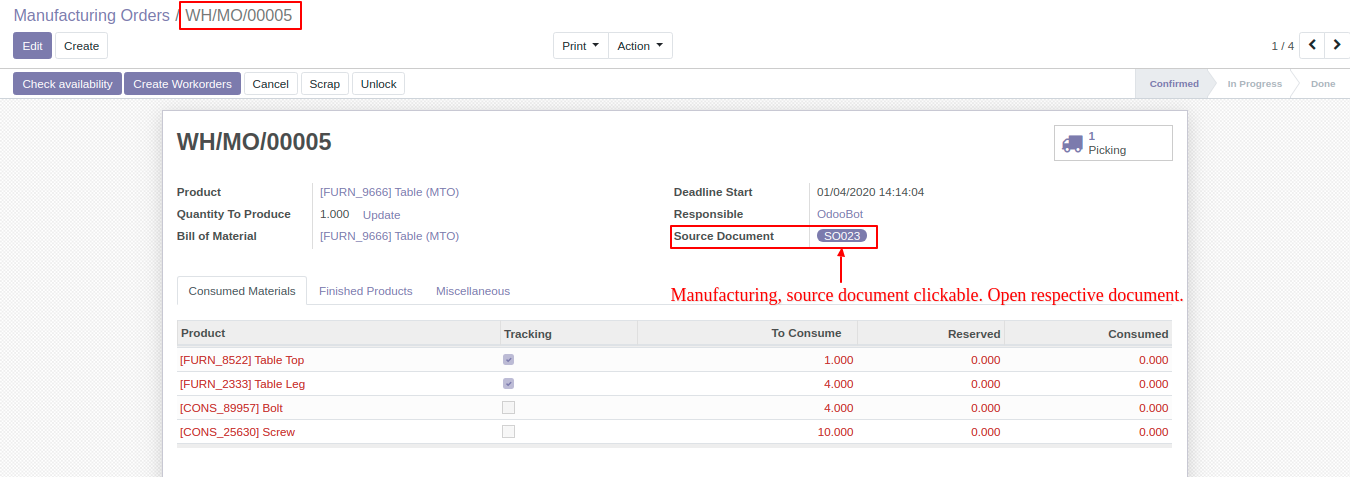 Manufacturing Orders / WH/MO/00005
Edit Create Print Action 1 / 4
Check availability Create Workorders Cancel Scrap Unlock Confirmed In Progress Done
WH/MO/00005
1
Picking
Product [FURN_9666] Table (MTO) Deadline Start 01/04/2020 14:14:04
Quantity To Produce 1.000 Update Responsible OdooBot
Bill of Material [FURN_9666] Table (MTO) Source Document SO023
Consumed Materials Finished Products Miscellaneous
Manufacturing, source document clickable. Open respective document.
Product Tracking To Consume Reserved Consumed
[FURN_8522] Table Top 1.000 0.000 0.000
[FURN_2333] Table Leg 4.000 0.000 0.000
[CONS_89957] Bolt 4.000 0.000 0.000
[CONS_25630] Screw 10.000 0.000 0.000